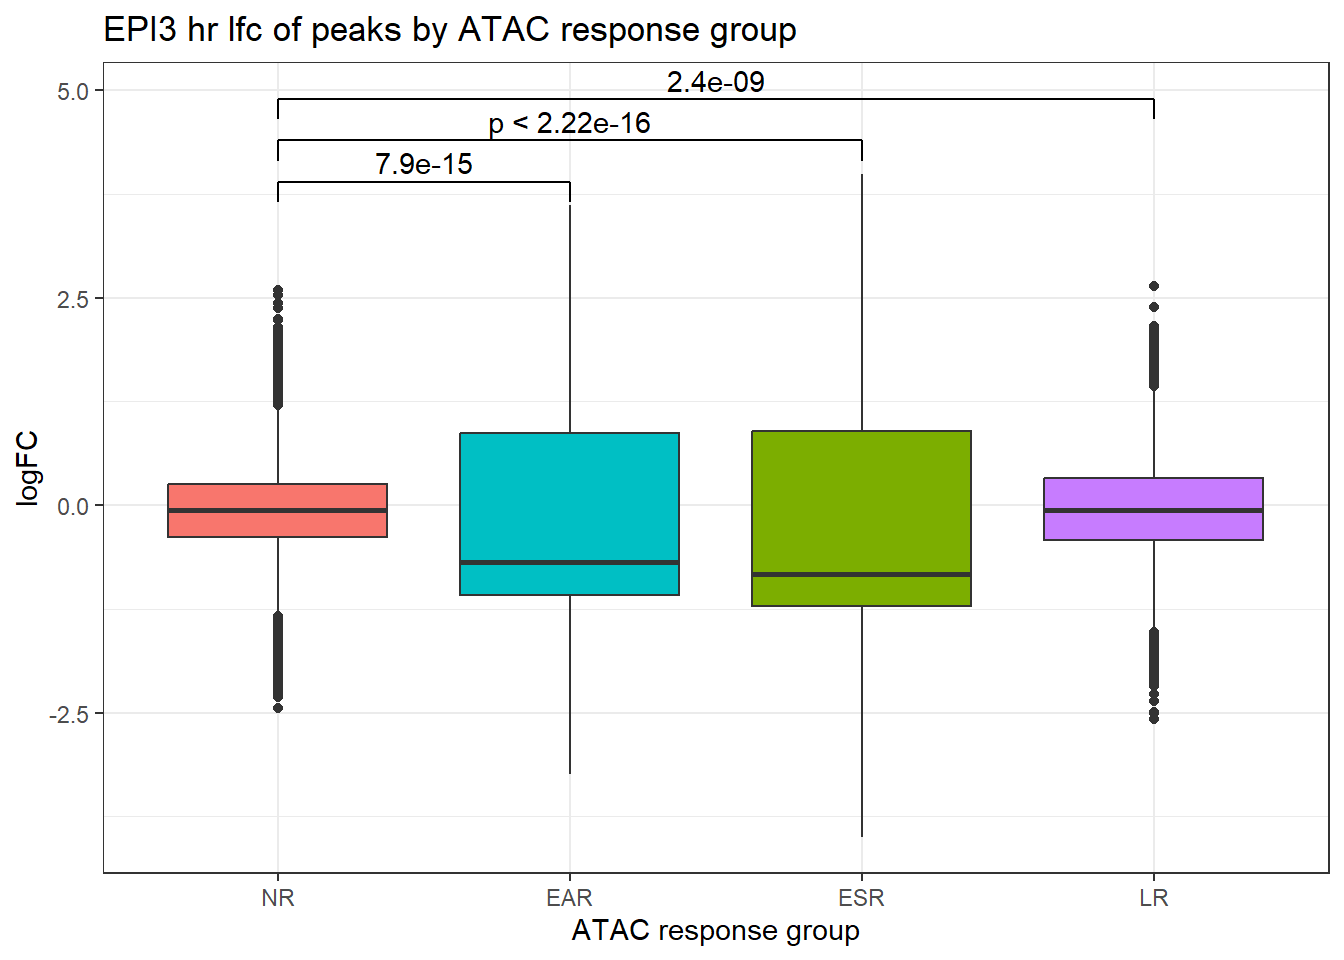 EPI3 hr lfc of peaks by ATAC response group
5.0
2.4e-09
p < 2.22e-16
7.9e-15
2.5
logFC
0.0
-2.5
NR EAR ESR LR
ATAC response group